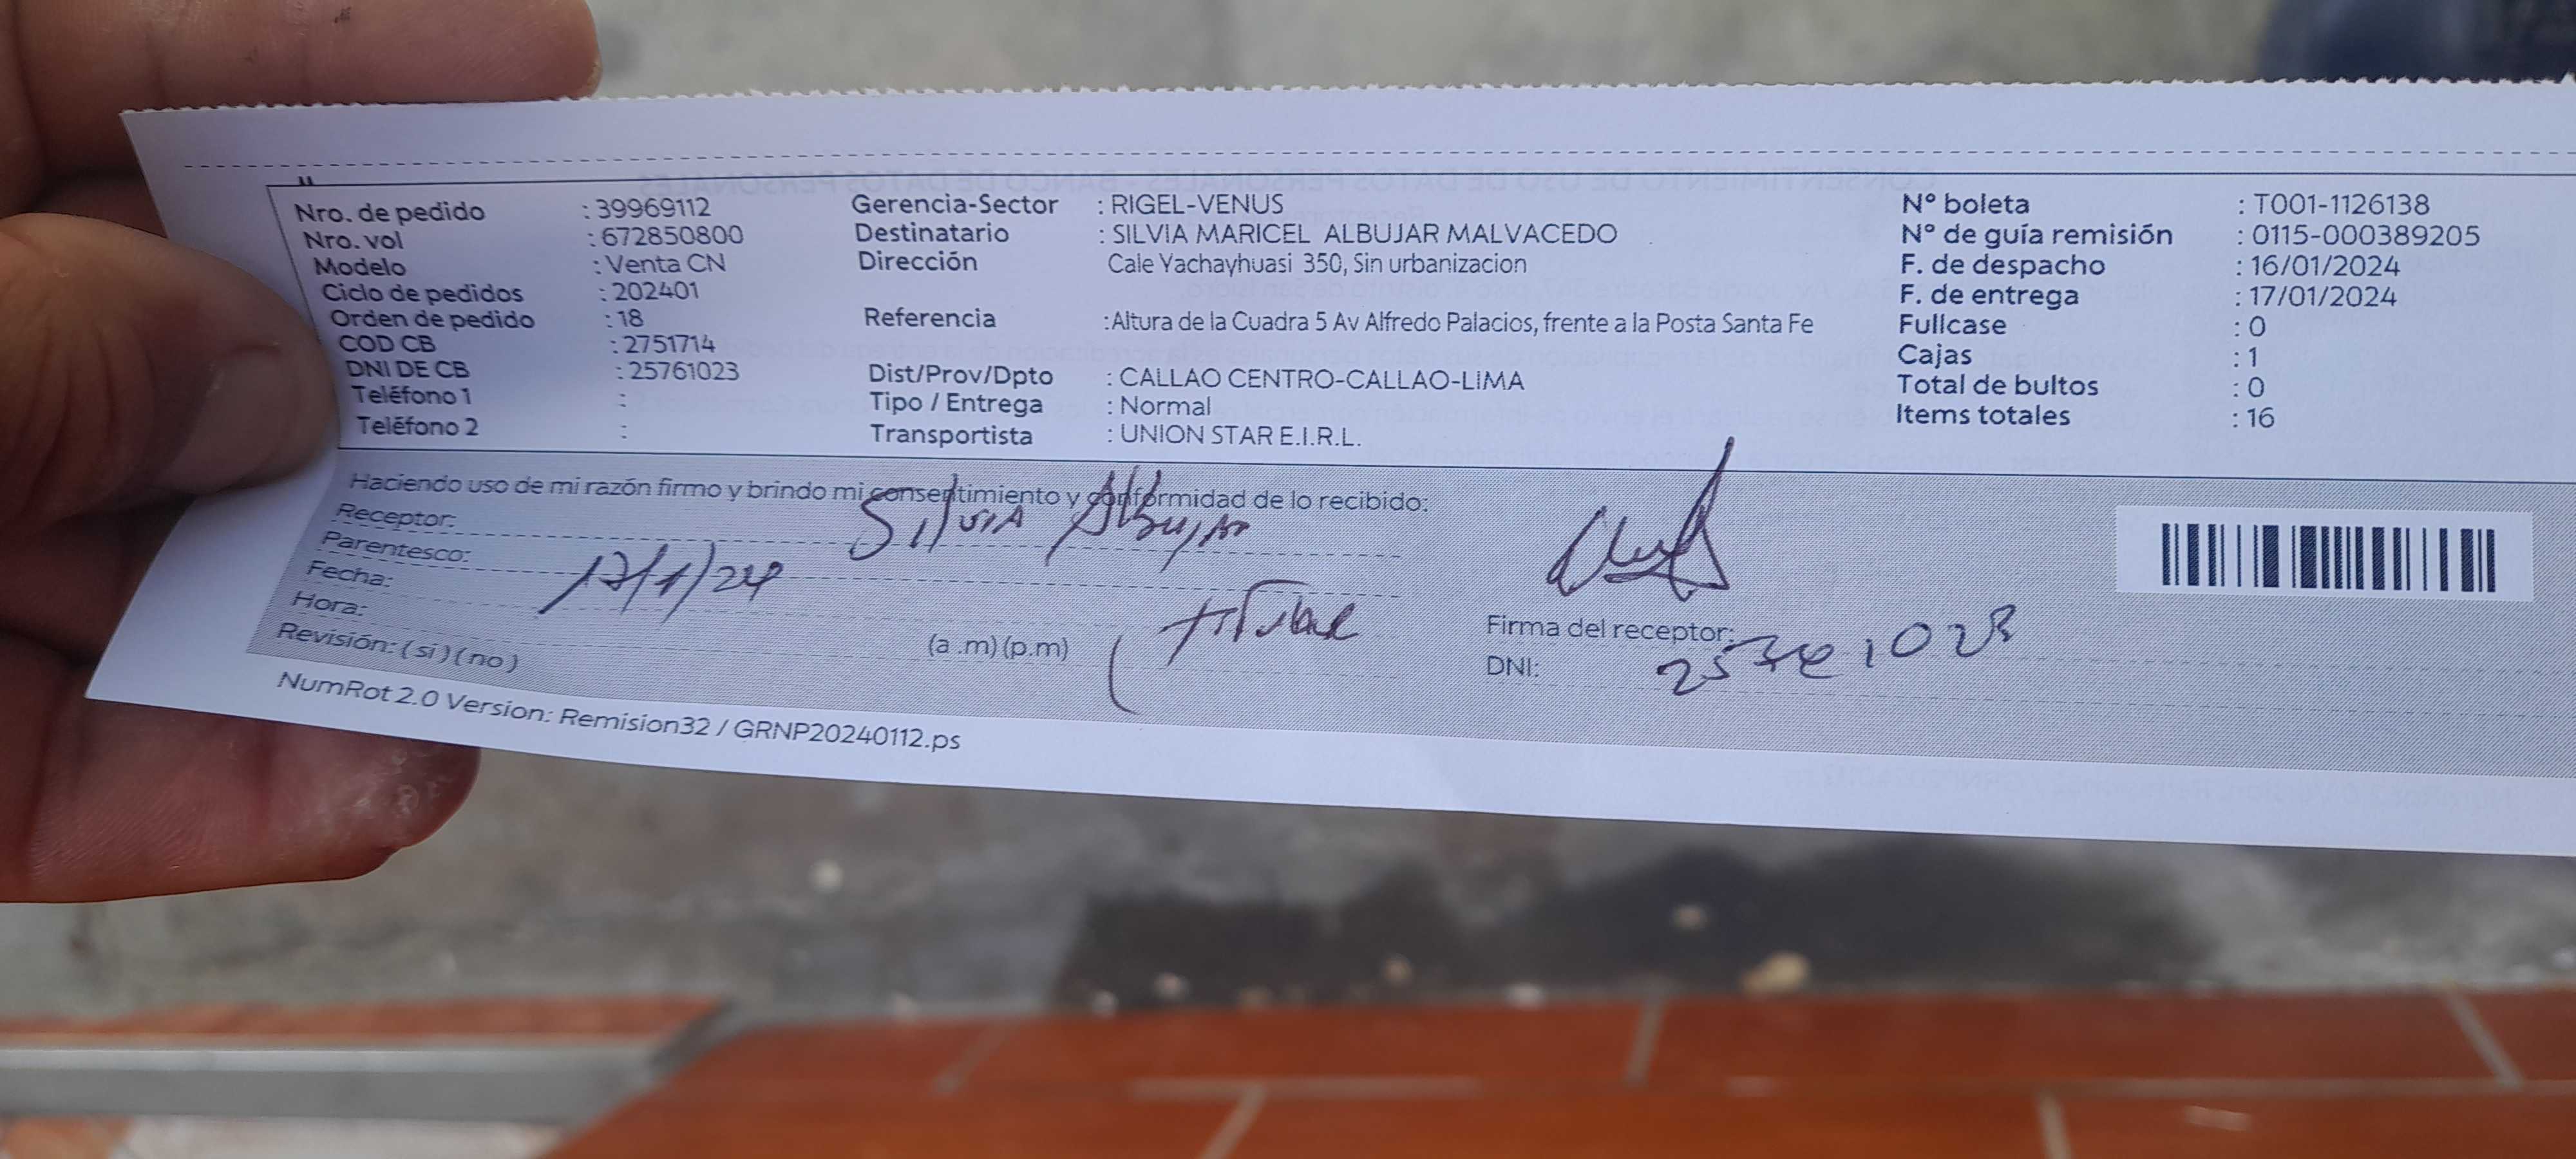 Nro. de pedido : 39969112 Gerencia-Sector : RIGEL-VENUS N° boleta : T001-1126138
Nro. vol : 672850800 Destinatario : SILVIA MARICEL ALBUJAR MALVACEDO N° de guía remisión : 0115-000389205
Modelo : Venta CN Dirección Cale Yachayhuasi 350, Sin urbanizacion F. de despacho : 16/01/2024
Ciclo de pedidos : 202401 F. de entrega : 17/01/2024
Orden de pedido : 18 Referencia :Altura de la Cuadra 5 Av Alfredo Palacios, frente a la Posta Santa Fe Fullcase : 0
COD CB : 2751714 Cajas : 1
DNI DE CB : 25761023 Dist/Prov/Dpto : CALLAO CENTRO-CALLAO-LIMA Total de bultos : 0
Teléfono 1 : Tipo / Entrega : Normal Items totales : 16
Teléfono 2 : Transportista : UNION STAR E.I.R.L.
Haciendo uso de mi razón firmo y brindo mi consentimiento y conformidad de lo recibido:
Receptor: Silvia Albujar
Parentesco:
Fecha: 17/1/24
Hora: (a .m) (p.m) titular Firma del receptor:
Revisión: ( si ) ( no ) DNI: 25761023
NumRot 2.0 Version: Remision32 / GRNP20240112.ps